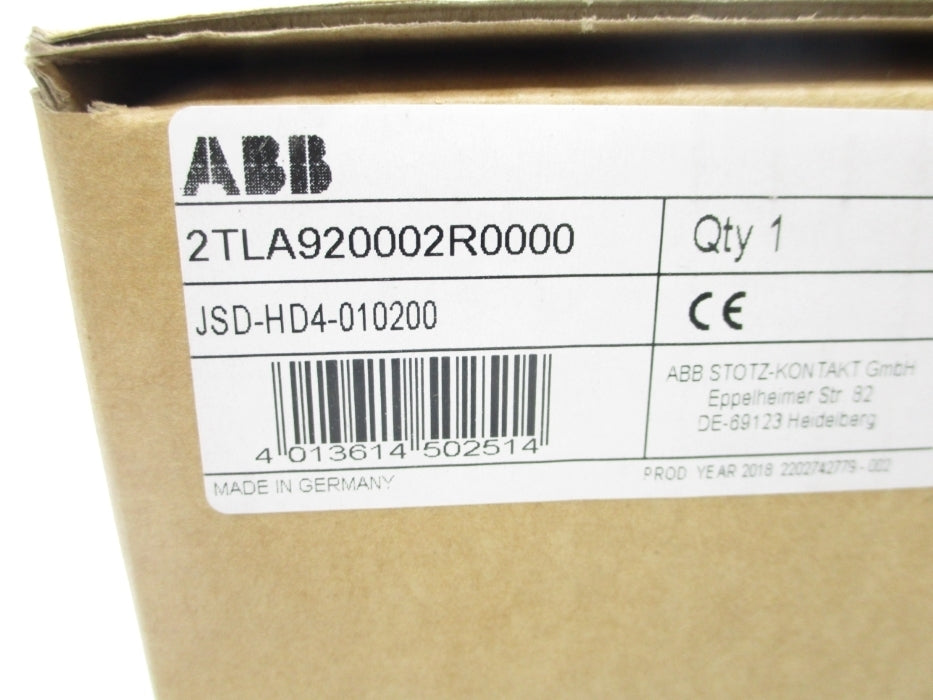 ABB
2TLA920002R0000
Qty 1
JSD-HD4-010200
CE
ABB STOTZ-KONTAKT GmbH
Eppelheimer Str. 82
DE-69123 Heidelberg
4 013614 502514
MADE IN GERMANY
PROD YEAR 2018 2202742779 - 002